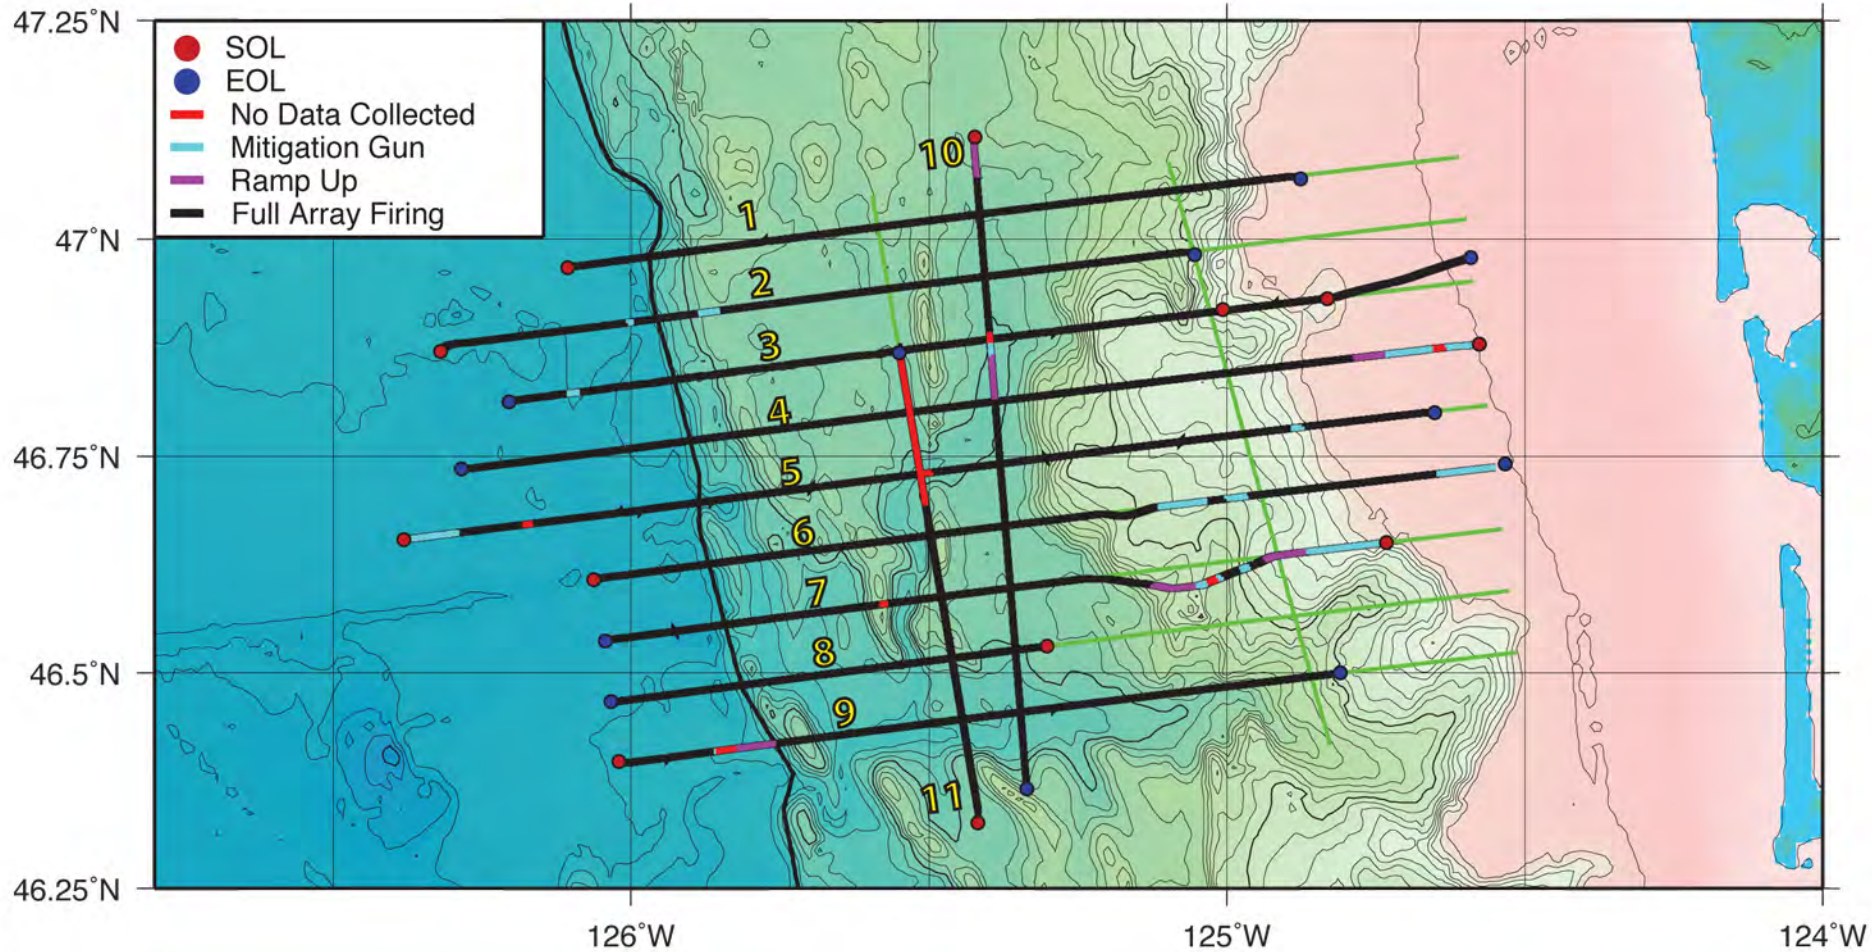 47.25°N
47°N
46.75°N
46.5°N
46.25°N
SOL
EOL
No Data Collected
Mitigation Gun
Ramp Up
Full Array Firing
10
1
2
3
4
5
6
7
8
9
11
126°W
125°W
124°W